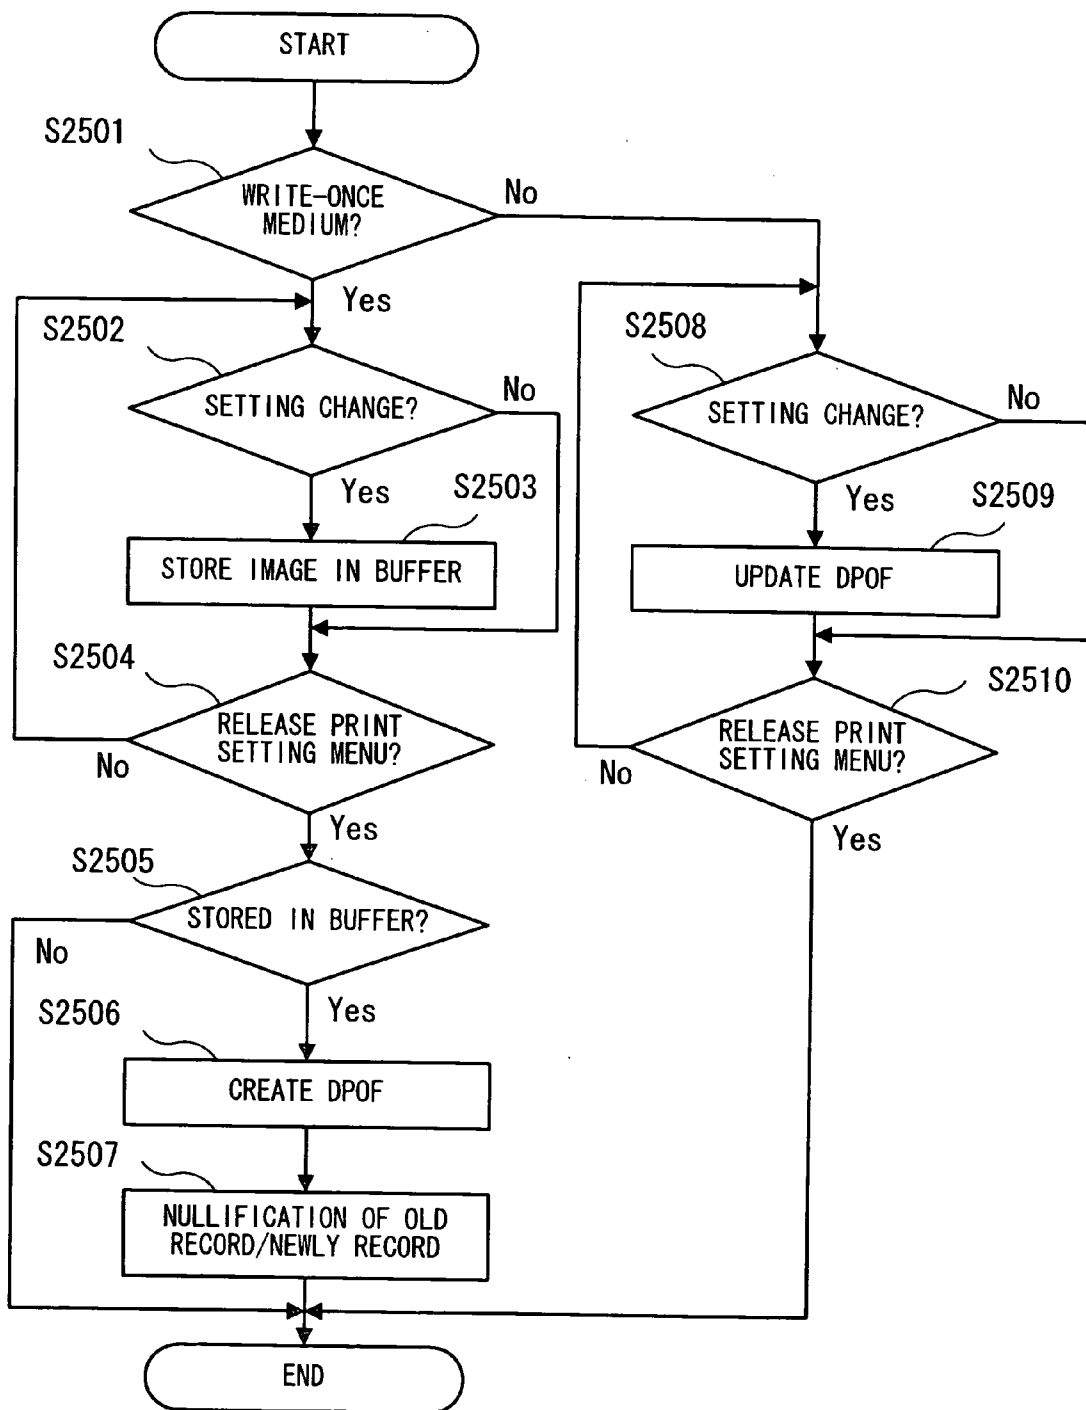 START
S2501
WRITE-ONCE
MEDIUM?
No
Yes
S2502
SETTING CHANGE?
No
Yes
S2503
STORE IMAGE IN BUFFER
S2504
RELEASE PRINT
SETTING MENU?
No
Yes
S2505
STORED IN BUFFER?
No
Yes
S2506
CREATE DPOF
S2507
NULLIFICATION OF OLD
RECORD/NEWLY RECORD
S2508
SETTING CHANGE?
No
Yes
S2509
UPDATE DPOF
S2510
RELEASE PRINT
SETTING MENU?
No
Yes
END